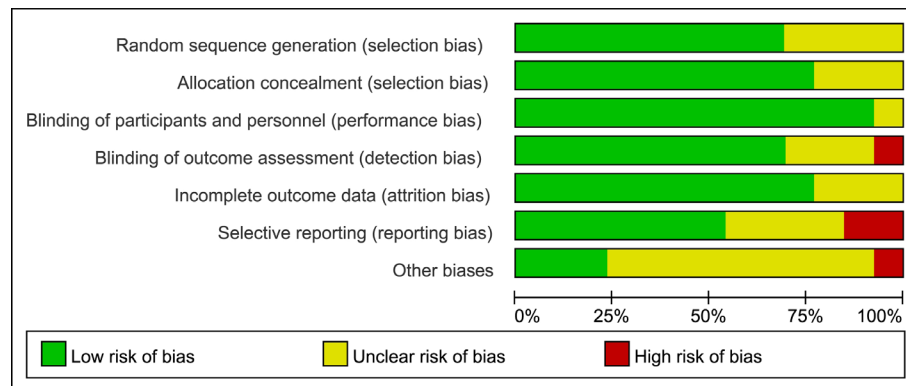 Random sequence generation (selection bias)
Allocation concealment (selection bias)
Blinding of participants and personnel (performance bias)
Blinding of outcome assessment (detection bias)
Incomplete outcome data (attrition bias)
Selective reporting (reporting bias)
Other biases
0% 25% 50% 75% 100%
Low risk of bias Unclear risk of bias High risk of bias